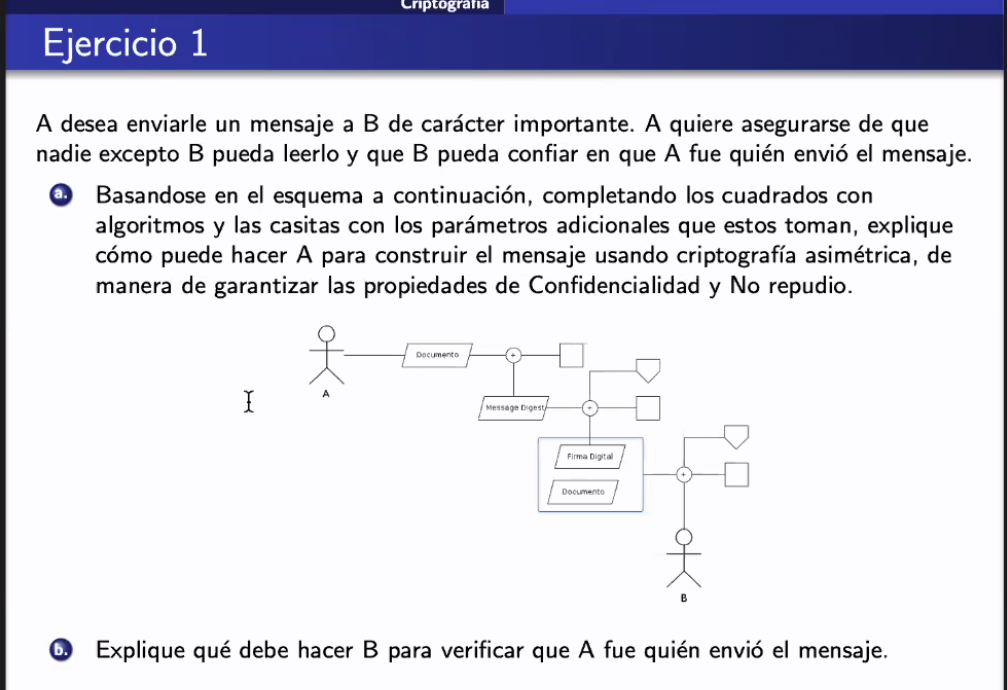 Criptografía
Ejercicio 1
A desea enviarle un mensaje a B de carácter importante. A quiere asegurarse de que
nadie excepto B pueda leerlo y que B pueda confiar en que A fue quién envió el mensaje.
a. Basandose en el esquema a continuación, completando los cuadrados con
algoritmos y las casitas con los parámetros adicionales que estos toman, explique
cómo puede hacer A para construir el mensaje usando criptografía asimétrica, de
manera de garantizar las propiedades de Confidencialidad y No repudio.
Documento
+
A
Message Digest
+
Firma Digital
+
Documento
B
b. Explique qué debe hacer B para verificar que A fue quién envió el mensaje.